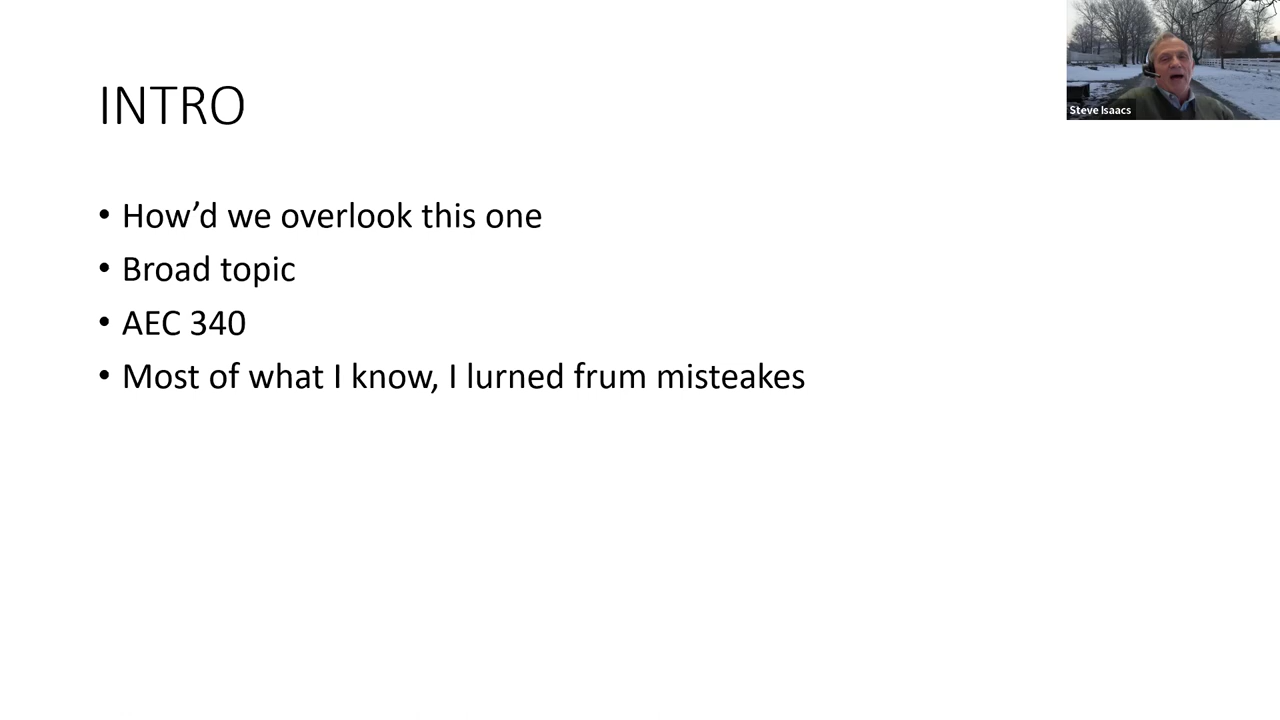 INTRO
Steve Isaacs
• How’d we overlook this one
• Broad topic
• AEC 340
• Most of what I know, I lurned frum misteakes